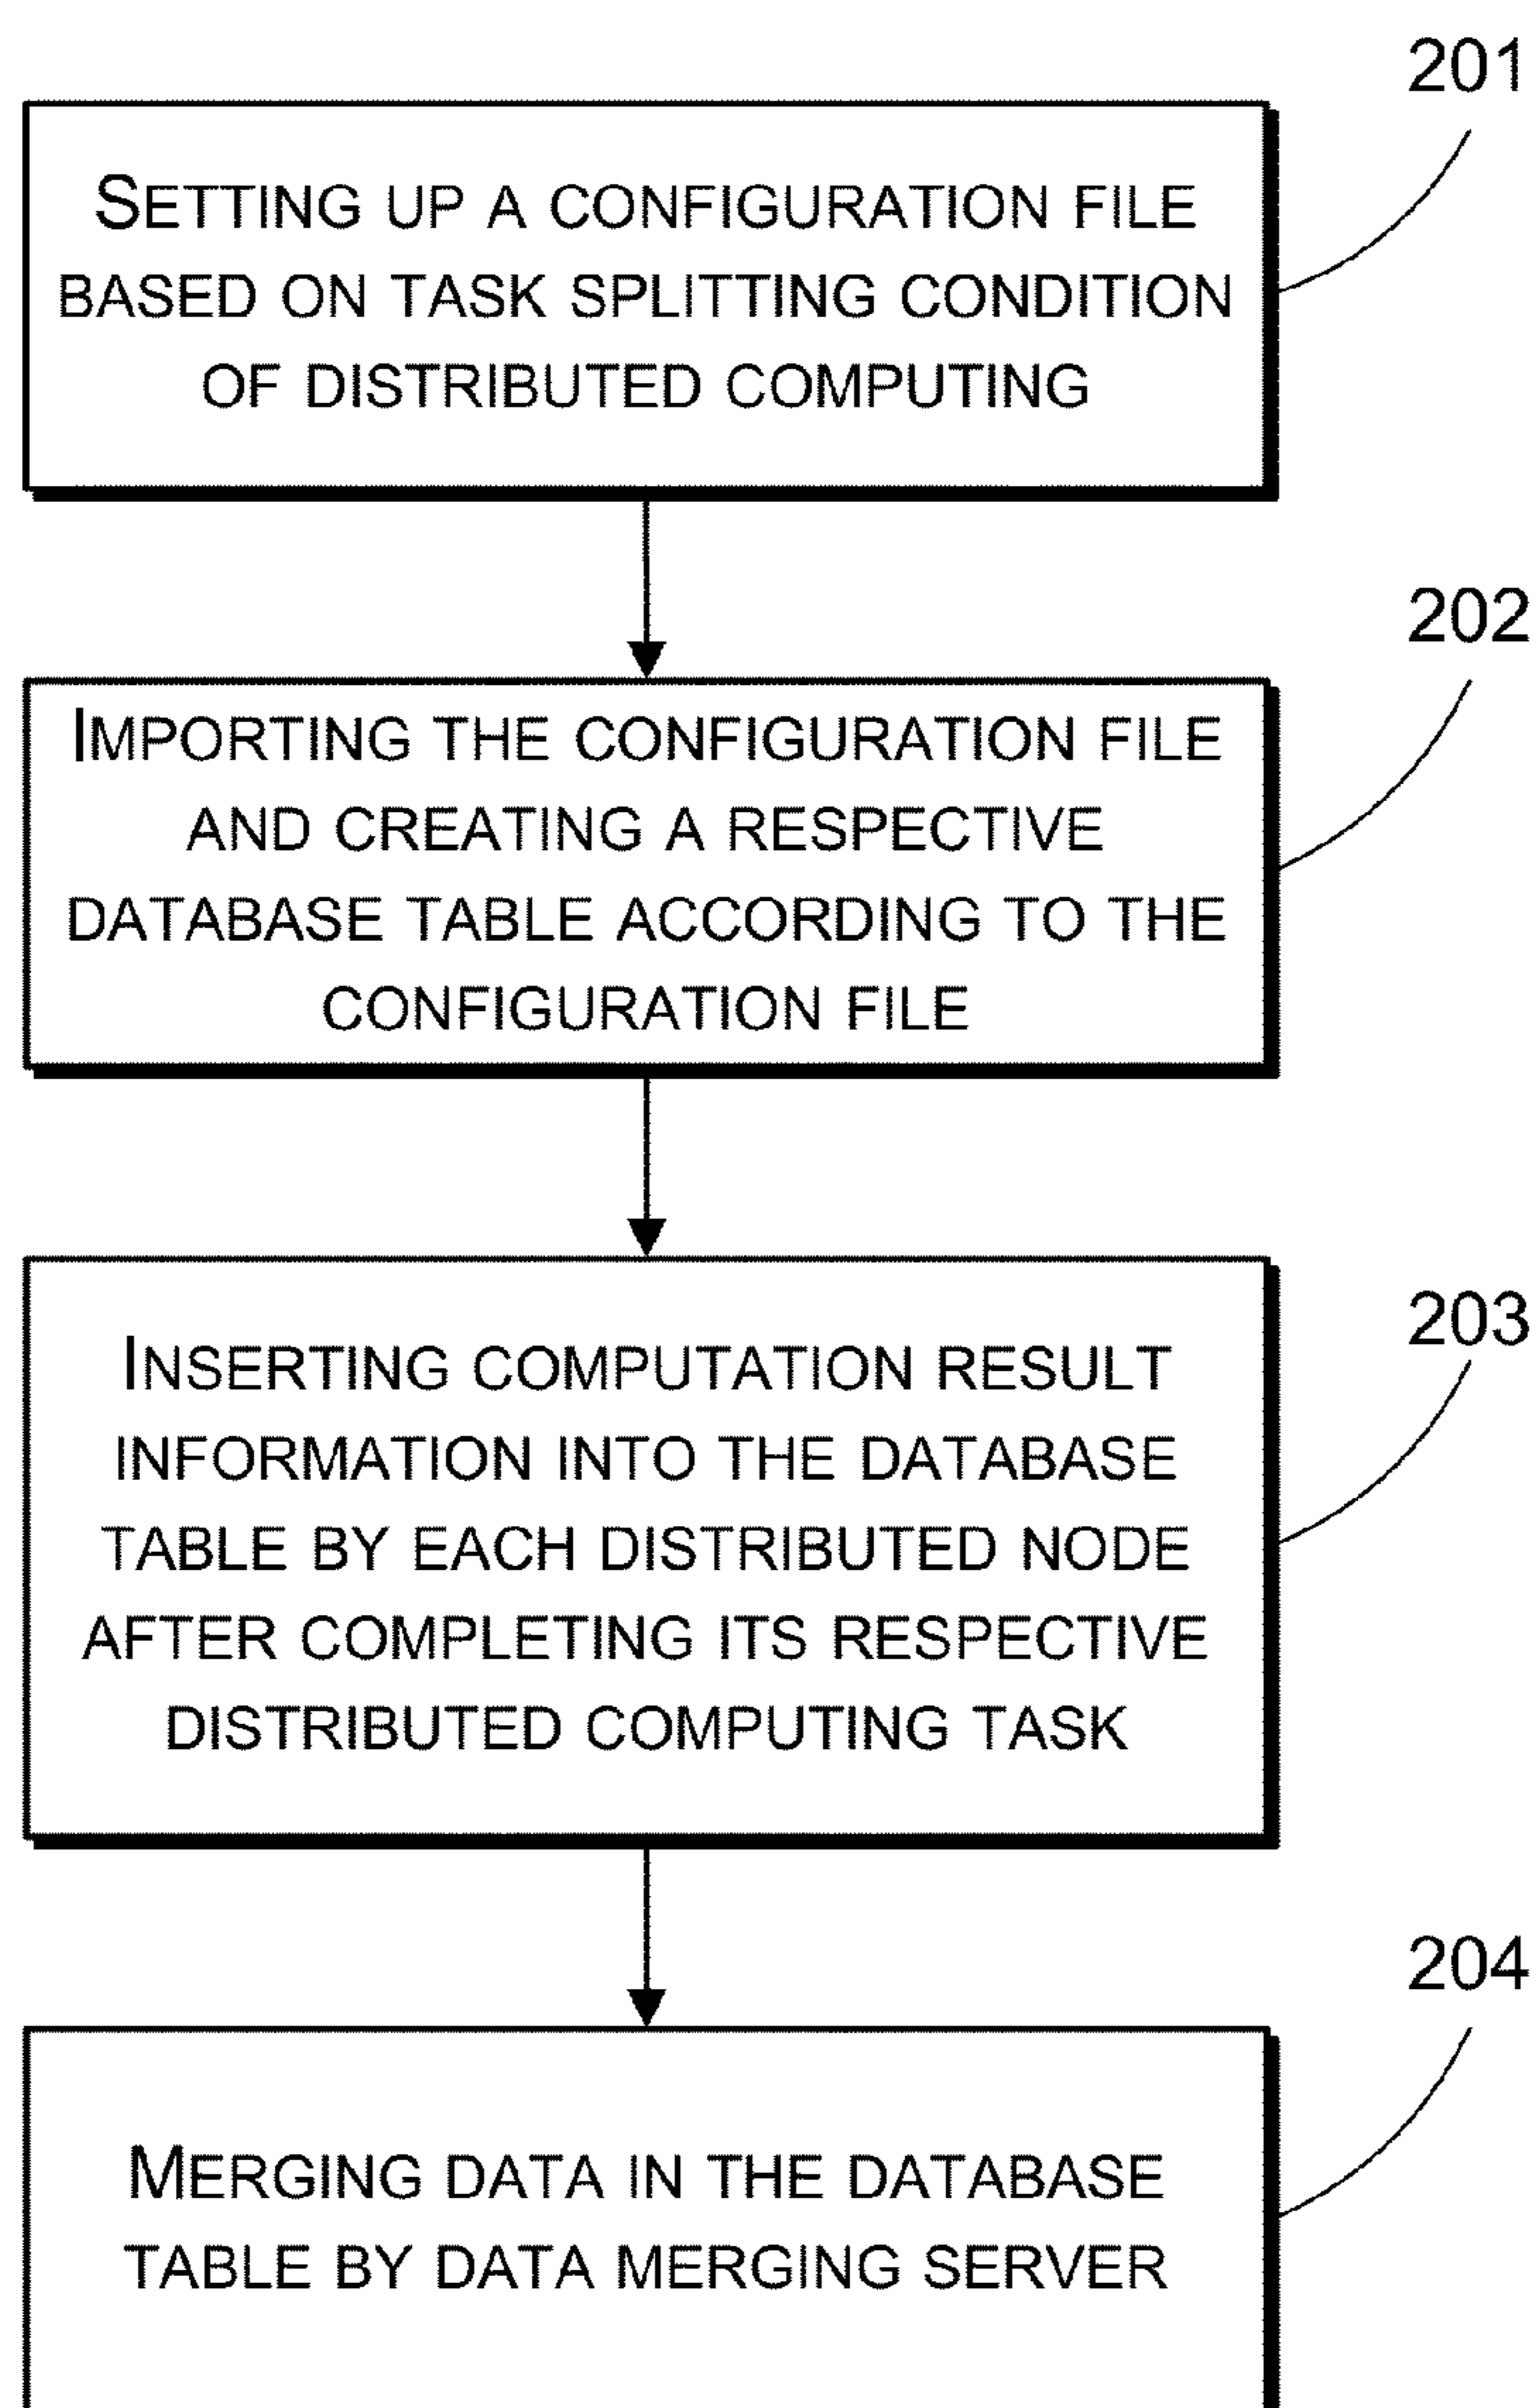 201
SETTING UP A CONFIGURATION FILE
BASED ON TASK SPLITTING CONDITION
OF DISTRIBUTED COMPUTING
202
IMPORTING THE CONFIGURATION FILE
AND CREATING A RESPECTIVE
DATABASE TABLE ACCORDING TO THE
CONFIGURATION FILE
203
INSERTING COMPUTATION RESULT
INFORMATION INTO THE DATABASE
TABLE BY EACH DISTRIBUTED NODE
AFTER COMPLETING ITS RESPECTIVE
DISTRIBUTED COMPUTING TASK
204
MERGING DATA IN THE DATABASE
TABLE BY DATA MERGING SERVER